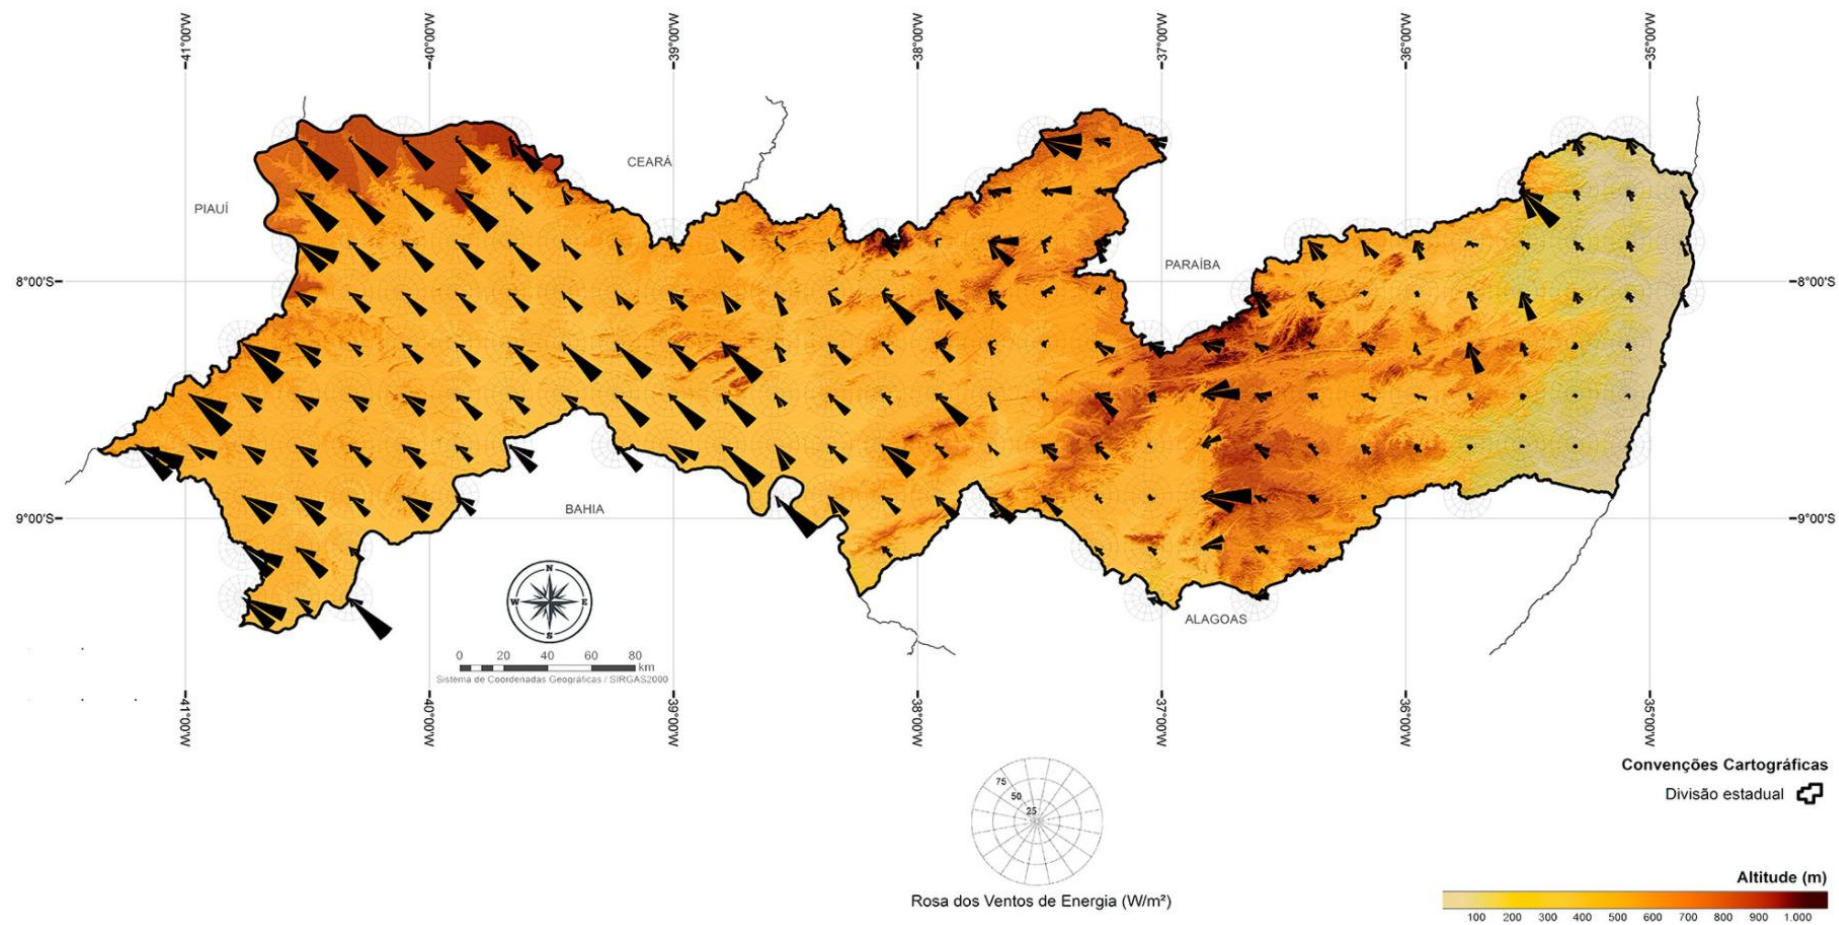 41°00'W 40°00'W 39°00'W 38°00'W 37°00'W 36°00'W 35°00'W
CEARÁ
PIAUÍ
PARAÍBA
8°00'S 8°00'S
BAHIA
9°00'S 9°00'S
N
W E
S
ALAGOAS
0 20 40 60 80 km
Sistema de Coordenadas Geográficas / SIRGAS2000
41°00'W 40°00'W 39°00'W 38°00'W 37°00'W 36°00'W 35°00'W
75
50
25
Rosa dos Ventos de Energia (W/m²)
Convenções Cartográficas
Divisão estadual
Altitude (m)
100 200 300 400 500 600 700 800 900 1.000